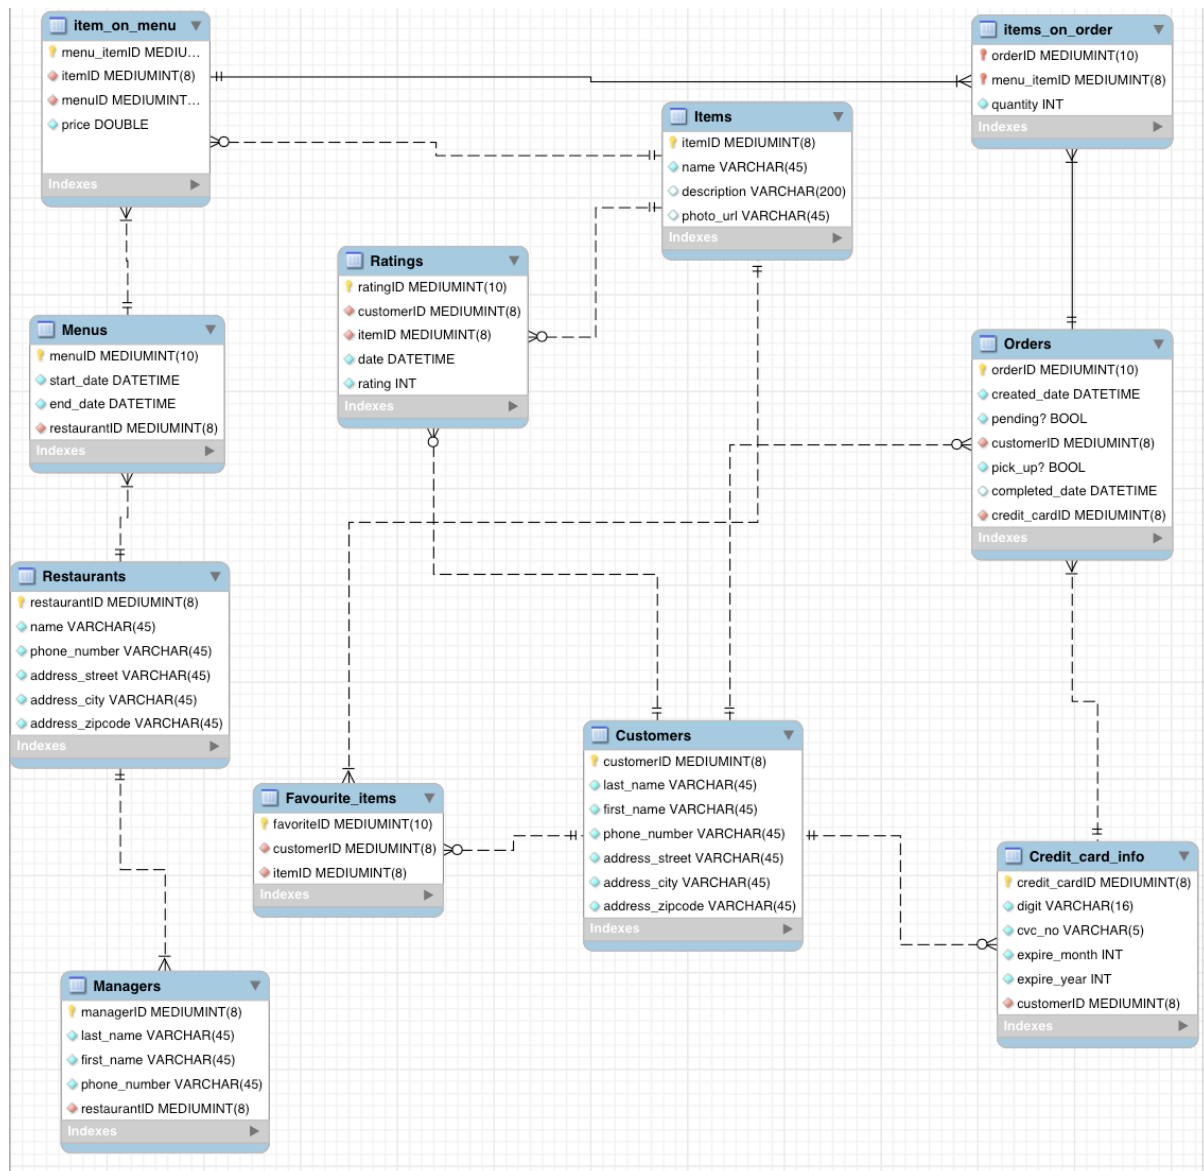 item_on_menu
menu_itemID MEDIU...
itemID MEDIUMINT(8)
menuID MEDIUMINT...
price DOUBLE
Indexes
items_on_order
orderID MEDIUMINT(10)
menu_itemID MEDIUMINT(8)
quantity INT
Indexes
Items
itemID MEDIUMINT(8)
name VARCHAR(45)
description VARCHAR(200)
photo_url VARCHAR(45)
Indexes
Ratings
ratingID MEDIUMINT(10)
customerID MEDIUMINT(8)
itemID MEDIUMINT(8)
date DATETIME
rating INT
Indexes
Menus
menuID MEDIUMINT(10)
start_date DATETIME
end_date DATETIME
restaurantID MEDIUMINT(8)
Indexes
Orders
orderID MEDIUMINT(10)
created_date DATETIME
pending? BOOL
customerID MEDIUMINT(8)
pick_up? BOOL
completed_date DATETIME
credit_cardID MEDIUMINT(8)
Indexes
Restaurants
restaurantID MEDIUMINT(8)
name VARCHAR(45)
phone_number VARCHAR(45)
address_street VARCHAR(45)
address_city VARCHAR(45)
address_zipcode VARCHAR(45)
Indexes
Customers
customerID MEDIUMINT(8)
last_name VARCHAR(45)
first_name VARCHAR(45)
phone_number VARCHAR(45)
address_street VARCHAR(45)
address_city VARCHAR(45)
address_zipcode VARCHAR(45)
Indexes
Favourite_items
favoriteID MEDIUMINT(10)
customerID MEDIUMINT(8)
itemID MEDIUMINT(8)
Indexes
Credit_card_info
credit_cardID MEDIUMINT(8)
digit VARCHAR(16)
cvc_no VARCHAR(5)
expire_month INT
expire_year INT
customerID MEDIUMINT(8)
Indexes
Managers
managerID MEDIUMINT(8)
last_name VARCHAR(45)
first_name VARCHAR(45)
phone_number VARCHAR(45)
restaurantID MEDIUMINT(8)
Indexes